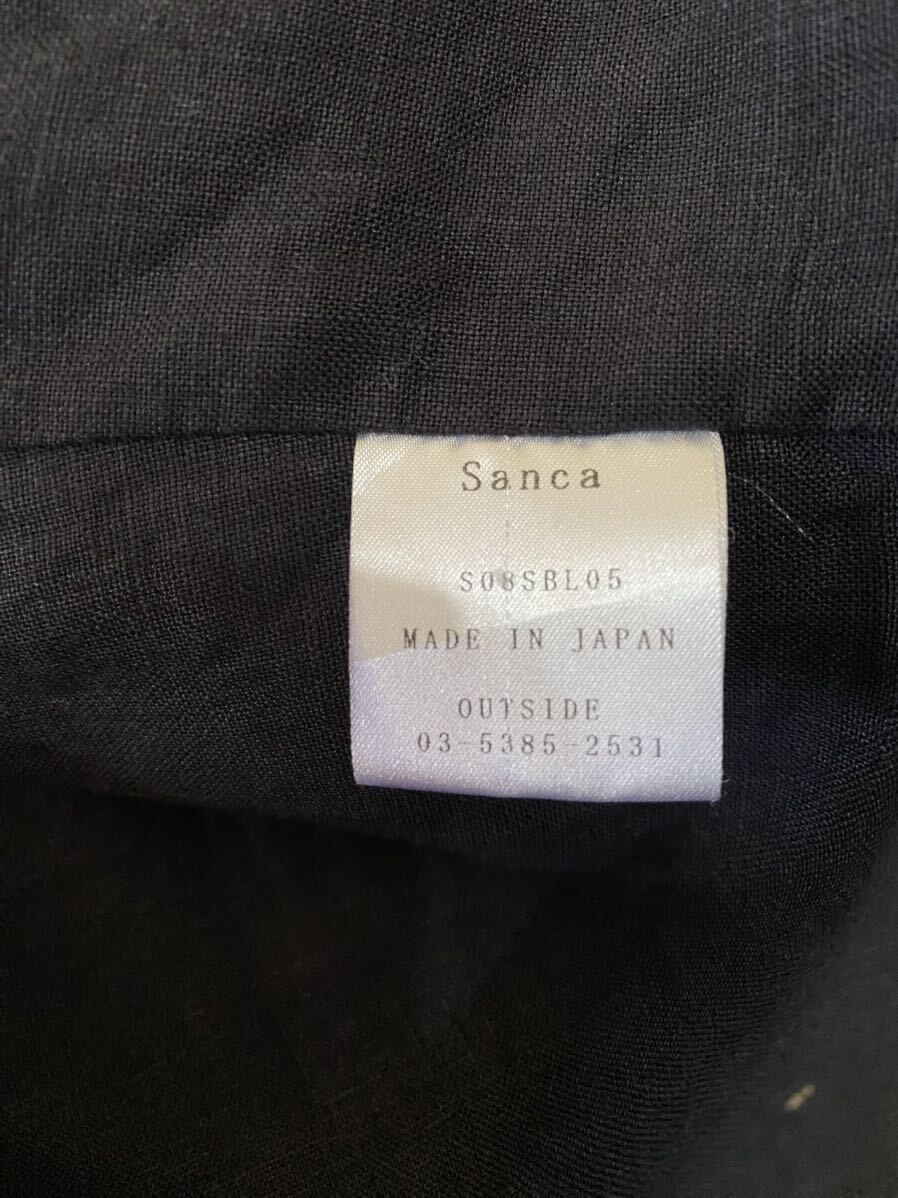 Sanca
S08SBL05
MADE IN JAPAN
OUTSIDE
03-5385-2531